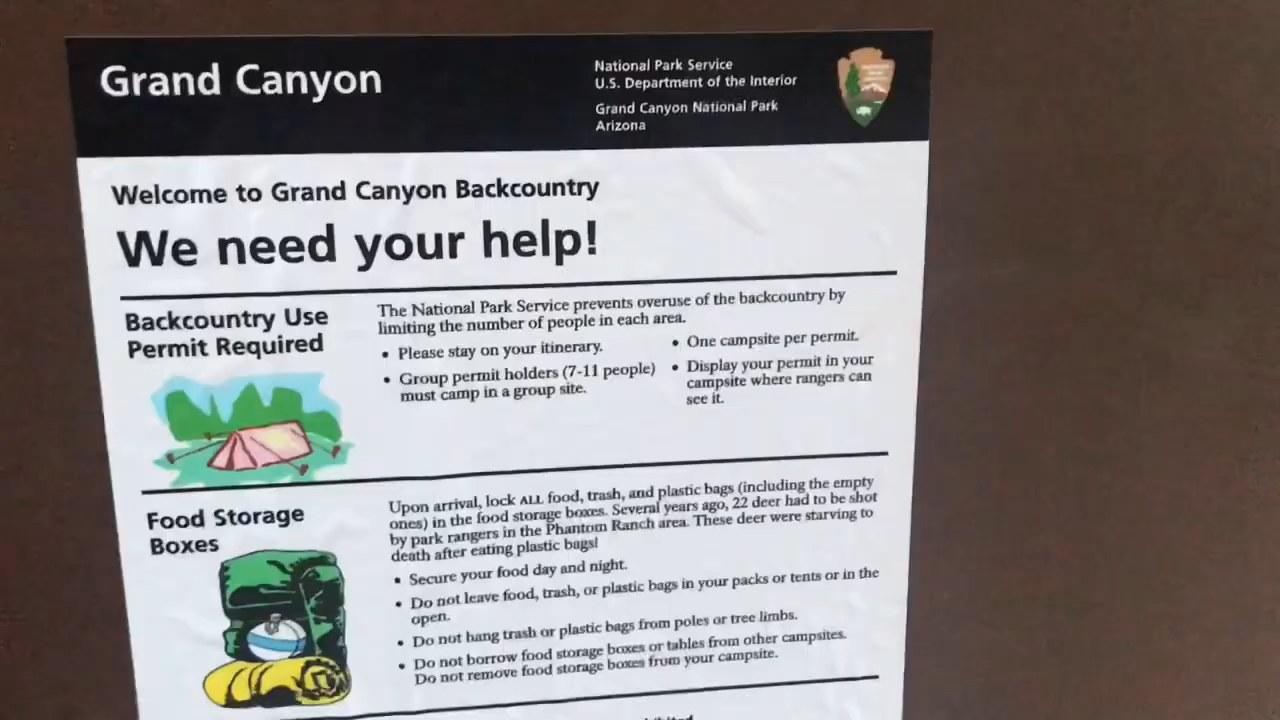 Grand Canyon
National Park Service
U.S. Department of the Interior
Grand Canyon National Park
Arizona
Welcome to Grand Canyon Backcountry
We need your help!
Backcountry Use
Permit Required
The National Park Service prevents overuse of the backcountry by
limiting the number of people in each area.
• Please stay on your itinerary.
• Group permit holders (7-11 people)
must camp in a group site.
• One campsite per permit.
• Display your permit in your
campsite where rangers can
see it.
Food Storage
Boxes
Upon arrival, lock ALL food, trash, and plastic bags (including the empty
ones) in the food storage boxes. Several years ago, 22 deer had to be shot
by park rangers in the Phantom Ranch area. These deer were starving to
death after eating plastic bags!
• Secure your food day and night.
• Do not leave food, trash, or plastic bags in your packs or tents or in the
open.
• Do not hang trash or plastic bags from poles or tree limbs.
• Do not borrow food storage boxes or tables from other campsites.
Do not remove food storage boxes from your campsite.